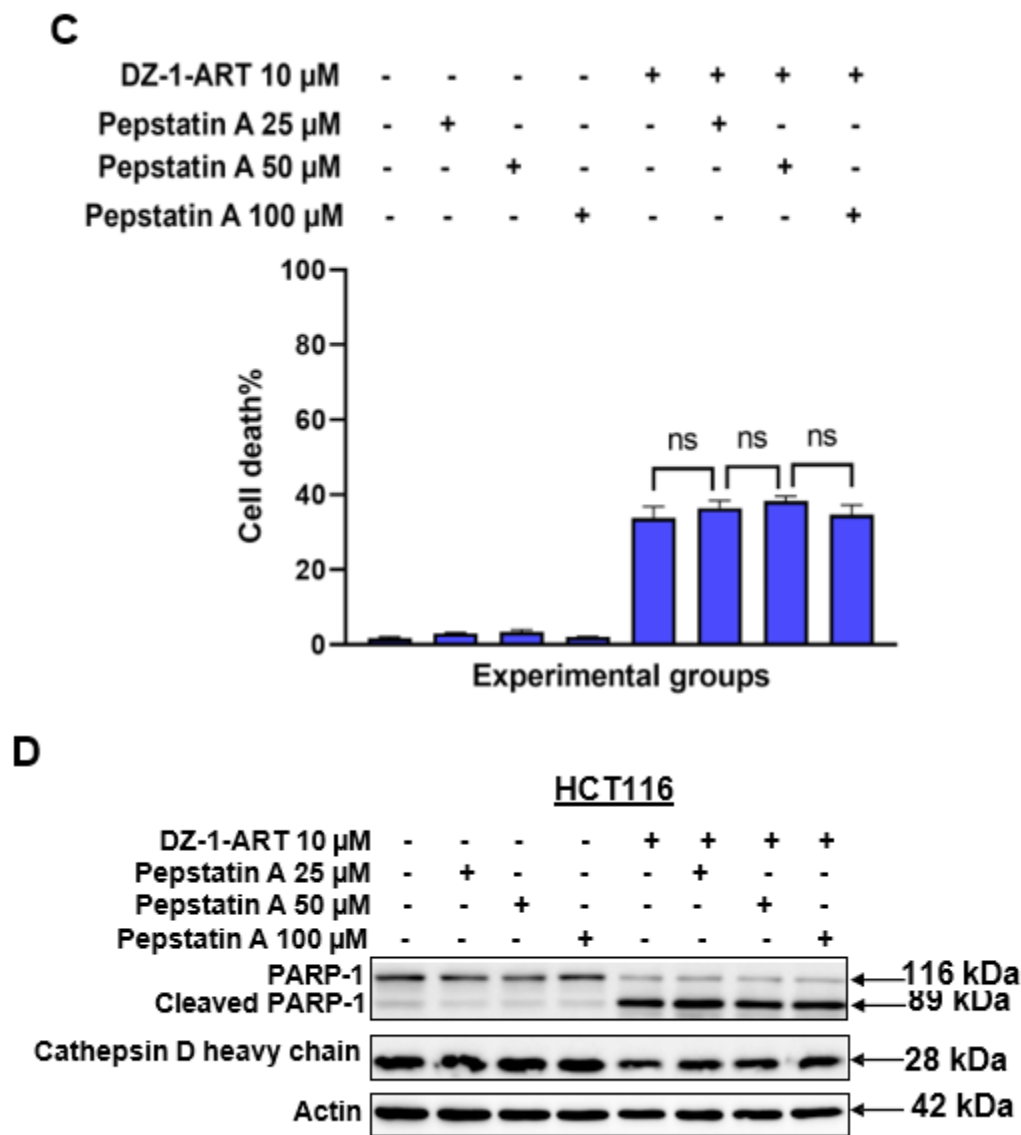 C
DZ-1-ART 10 μM - - - - + + + +
Pepstatin A 25 μM - + - - - + - -
Pepstatin A 50 μM - - + - - - + -
Pepstatin A 100 μM - - - + - - - +
100
80
60
40
20
0
Cell death%
ns ns ns
Experimental groups
D
HCT116
DZ-1-ART 10 μM - - - - + + + +
Pepstatin A 25 μM - + - - - + - -
Pepstatin A 50 μM - - + - - - + -
Pepstatin A 100 μM - - - + - - - +
PARP-1 116 kDa
Cleaved PARP-1 89 kDa
Cathepsin D heavy chain 28 kDa
Actin 42 kDa